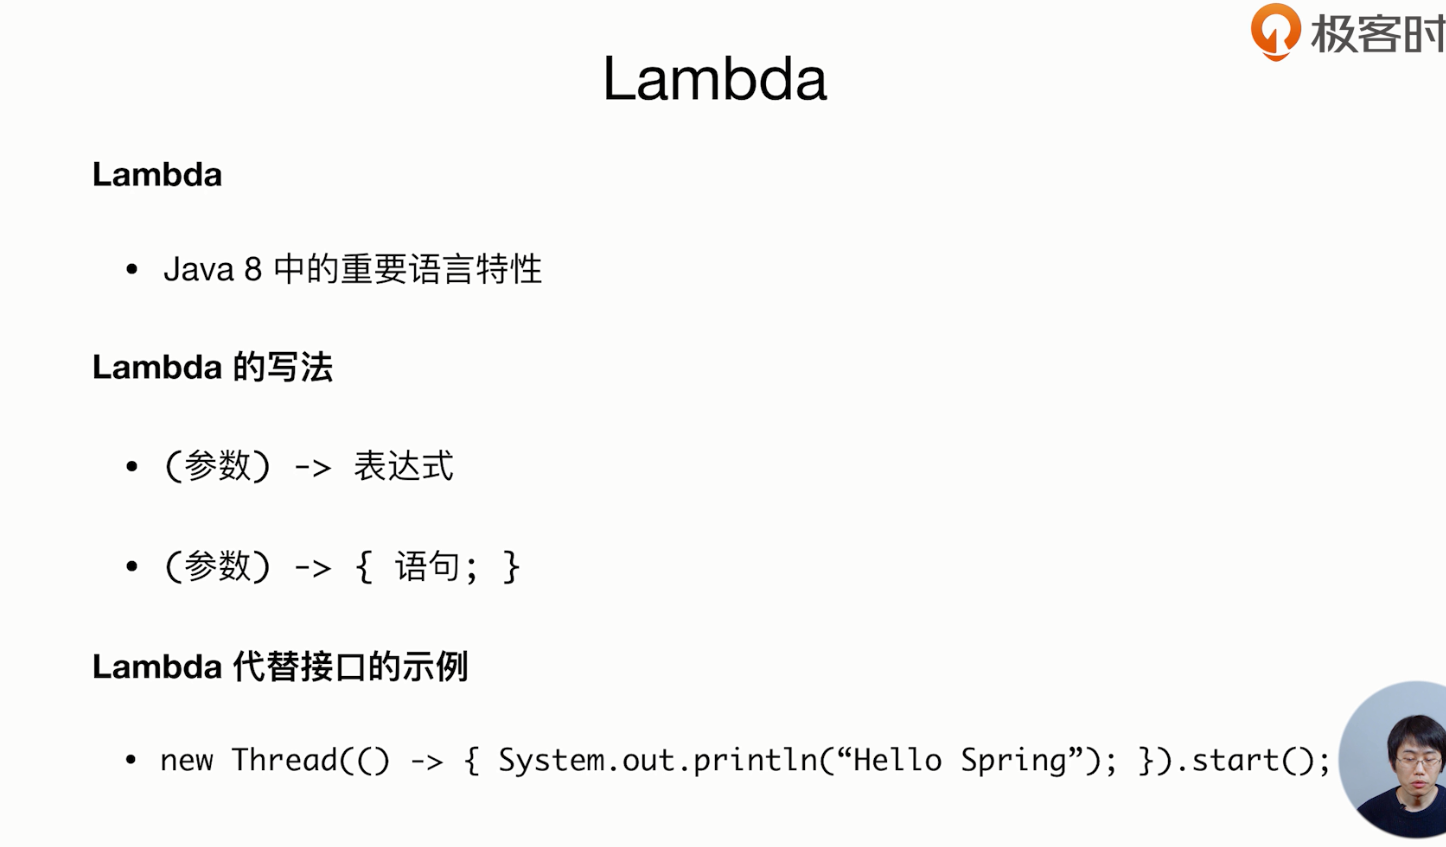 极客时
Lambda
Lambda
• Java 8 中的重要语言特性
Lambda 的写法
• (参数) -> 表达式
• (参数) -> { 语句; }
Lambda 代替接口的示例
• new Thread(() -> { System.out.println(“Hello Spring”); }).start();